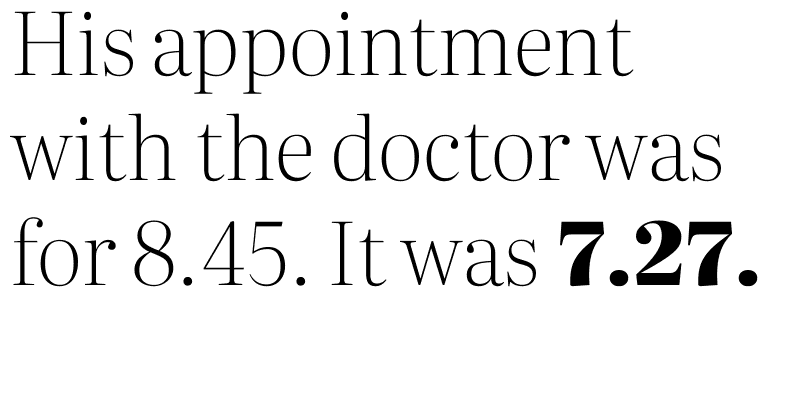 His appointment
with the doctor was
for 8.45. It was 7.27.